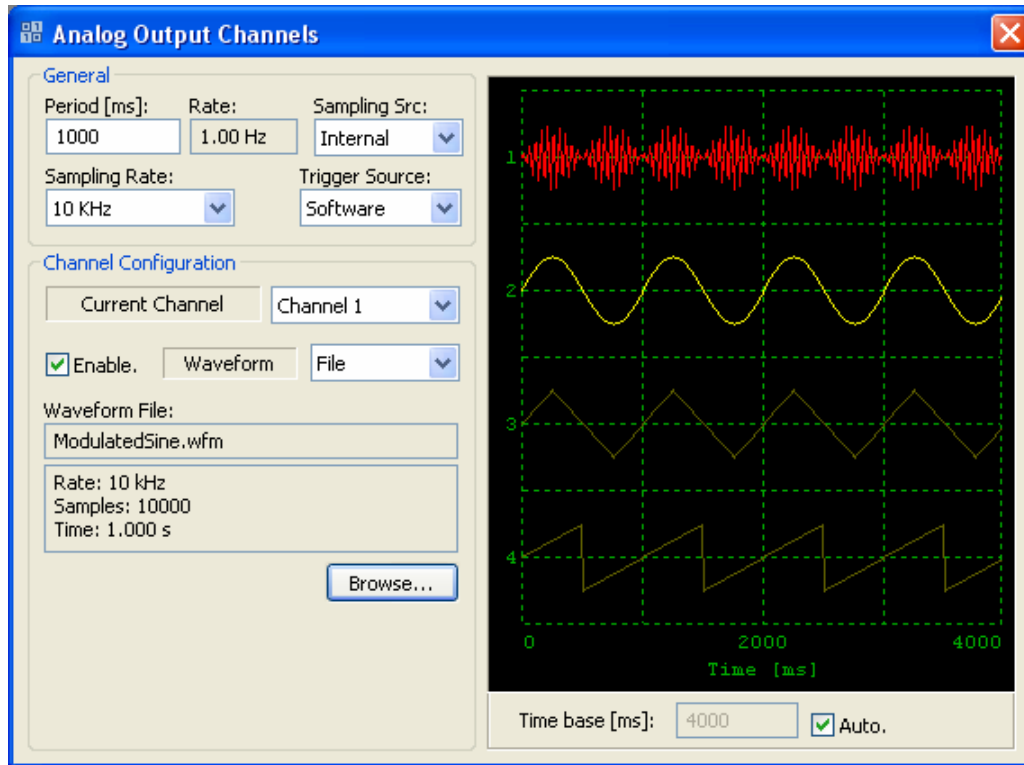 Analog Output Channels
General
Period [ms]: Rate: Sampling Src:
1000 1.00 Hz Internal
Sampling Rate: Trigger Source:
10 KHz Software
Channel Configuration
Current Channel Channel 1
Enable. Waveform File
Waveform File:
ModulatedSine.wfm
Rate: 10 kHz
Samples: 10000
Time: 1.000 s
Browse...
1
2
3
4
0 2000 4000
Time [ms]
Time base [ms]: 4000 Auto.